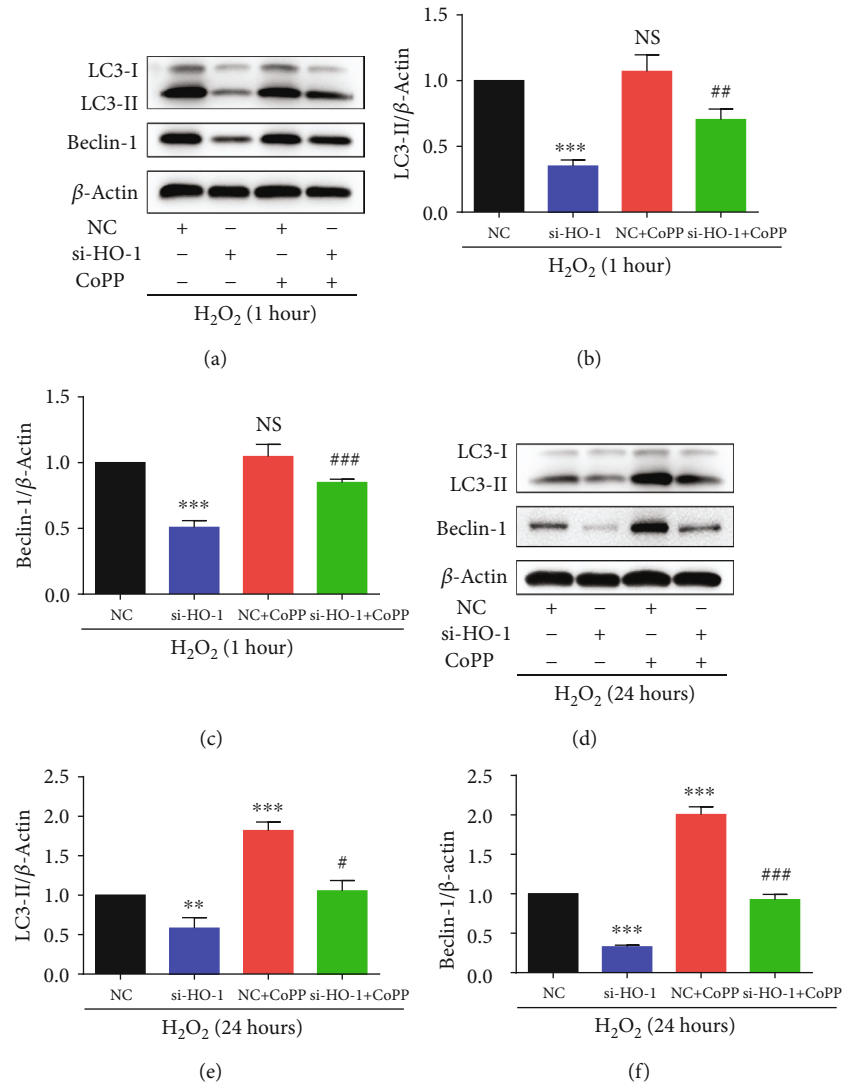 LC3-I
LC3-II
Beclin-1
β-Actin
NC + – + –
si-HO-1 – + – +
CoPP – – + +
H₂O₂ (1 hour)
(a)
LC3-II/β-Actin
1.5
1.0
0.5
0.0
***
NS
##
NC si-HO-1 NC+CoPP si-HO-1+CoPP
H₂O₂ (1 hour)
(b)
Beclin-1/β-Actin
1.5
1.0
0.5
0.0
***
NS
###
NC si-HO-1 NC+CoPP si-HO-1+CoPP
H₂O₂ (1 hour)
(c)
LC3-I
LC3-II
Beclin-1
β-Actin
NC + – + –
si-HO-1 – + – +
CoPP – – + +
H₂O₂ (24 hours)
(d)
LC3-II/β-Actin
2.5
2.0
1.5
1.0
0.5
0.0
**
***
#
NC si-HO-1 NC+CoPP si-HO-1+CoPP
H₂O₂ (24 hours)
(e)
Beclin-1/β-actin
2.5
2.0
1.5
1.0
0.5
0.0
***
***
###
NC si-HO-1 NC+CoPP si-HO-1+CoPP
H₂O₂ (24 hours)
(f)